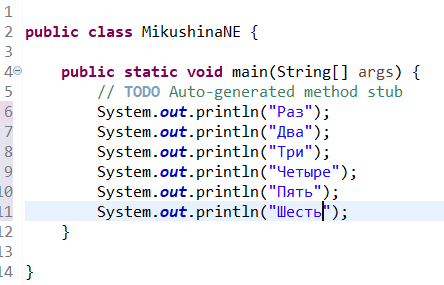 1
2 public class MikushinaNE {
3
4 public static void main(String[] args) {
5 // TODO Auto-generated method stub
6 System.out.println("Раз");
7 System.out.println("Два");
8 System.out.println("Три");
9 System.out.println("Четыре");
10 System.out.println("Пять");
11 System.out.println("Шесть");
12 }
13
14 }